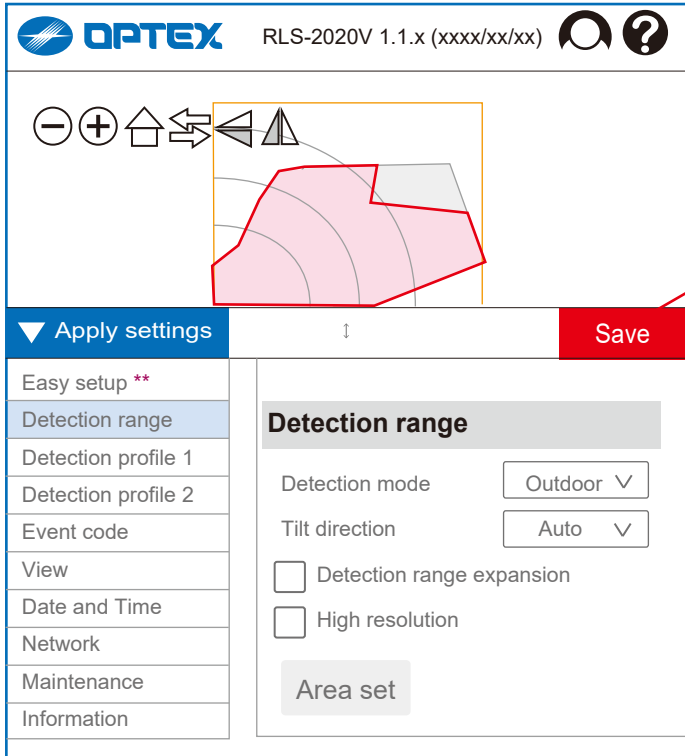 OPTEX RLS-2020V 1.1.x (xxxx/xx/xx) ?
Apply settings Save
Easy setup **
Detection range
Detection profile 1
Detection profile 2
Event code
View
Date and Time
Network
Maintenance
Information
Detection range
Detection mode Outdoor
Tilt direction Auto
Detection range expansion
High resolution
Area set